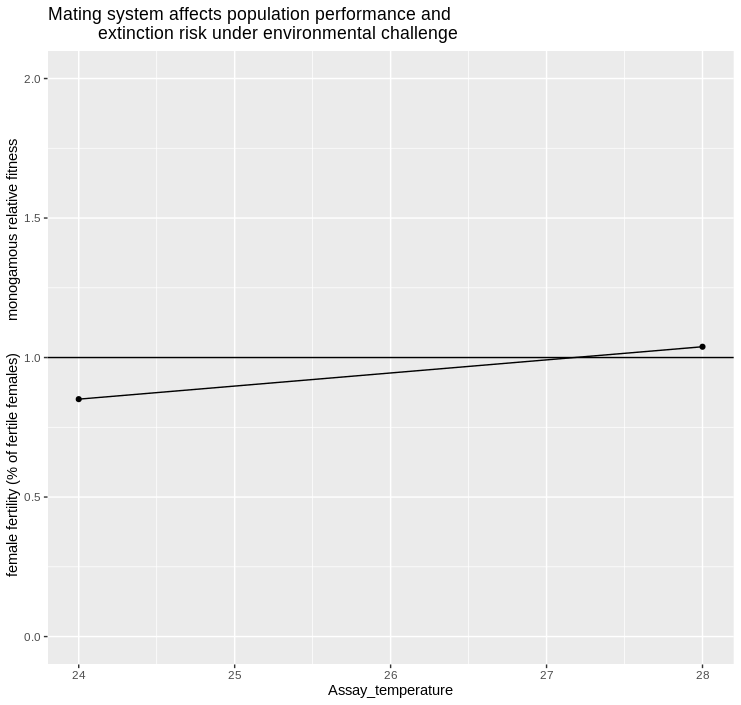 Mating system affects population performance and
extinction risk under environmental challenge
female fertility (% of fertile females)
monogamous relative fitness
2.0
1.5
1.0
0.5
0.0
24
25
26
27
28
Assay_temperature